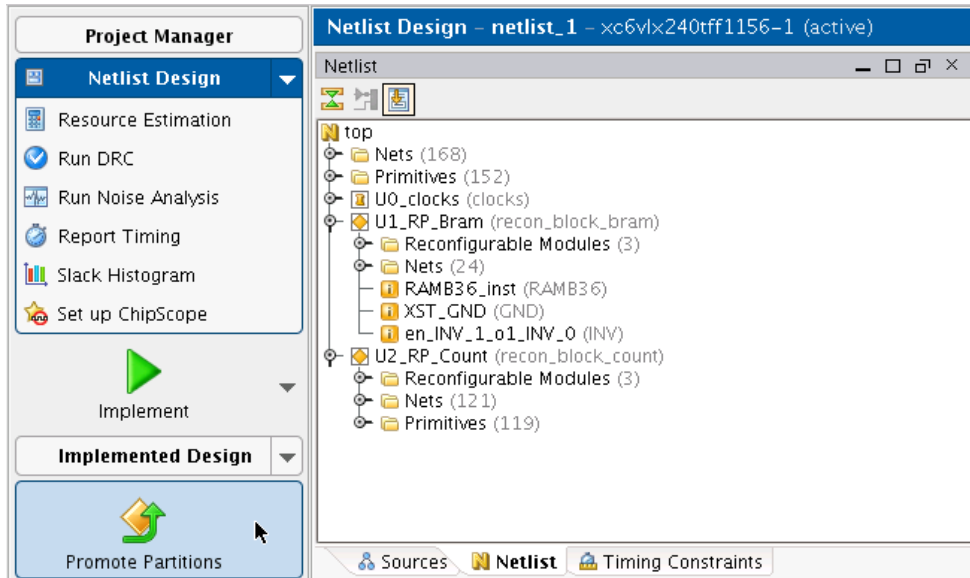 Project Manager
Netlist Design
Resource Estimation
Run DRC
Run Noise Analysis
Report Timing
Slack Histogram
Set up ChipScope
Implement
Implemented Design
Promote Partitions
Netlist Design - netlist_1 - xc6vlx240tff1156-1 (active)
Netlist
top
Nets (168)
Primitives (152)
U0_clocks (clocks)
U1_RP_Bram (recon_block_bram)
Reconfigurable Modules (3)
Nets (24)
RAMB36_inst (RAMB36)
XST_GND (GND)
en_INV_1_o1_INV_0 (INV)
U2_RP_Count (recon_block_count)
Reconfigurable Modules (3)
Nets (121)
Primitives (119)
Sources
Netlist
Timing Constraints